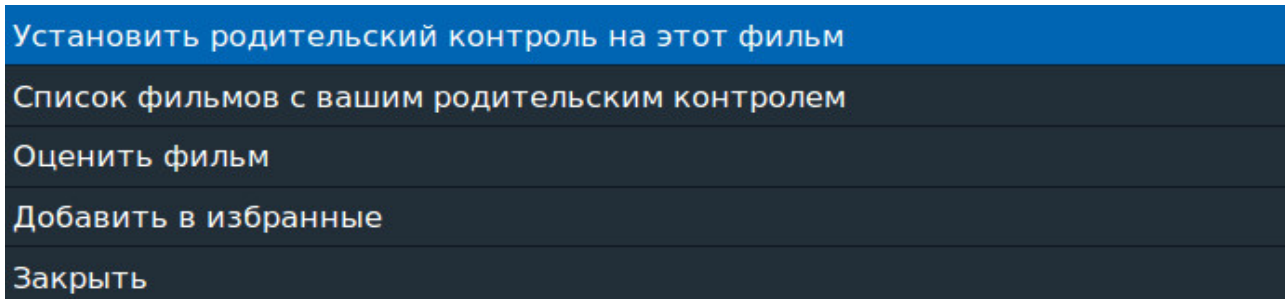 Установить родительский контроль на этот фильм
Список фильмов с вашим родительским контролем
Оценить фильм
Добавить в избранные
Закрыть